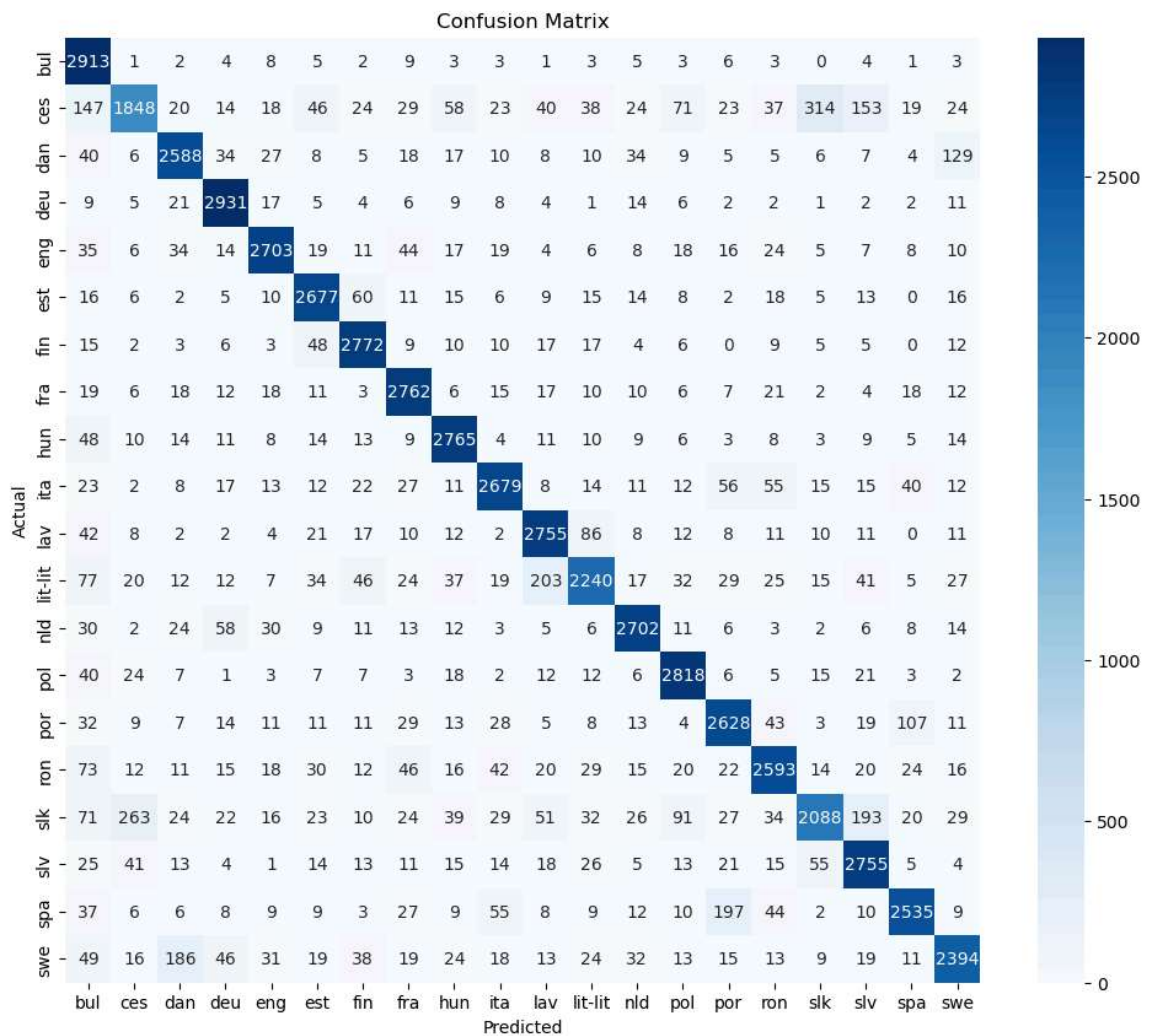 Confusion Matrix
bul 2913 1 2 4 8 5 2 9 3 3 1 3 5 3 6 3 0 4 1 3
ces 147 1848 20 14 18 46 24 29 58 23 40 38 24 71 23 37 314 153 19 24
dan 40 6 2588 34 27 8 5 18 17 10 8 10 34 9 5 5 6 7 4 129
deu 9 5 21 2931 17 5 4 6 9 8 4 1 14 6 2 2 1 2 2 11
eng 35 6 34 14 2703 19 11 44 17 19 4 6 8 18 16 24 5 7 8 10
est 16 6 2 5 10 2677 60 11 15 6 9 15 14 8 2 18 5 13 0 16
fin 15 2 3 6 3 48 2772 9 10 10 17 17 4 6 0 9 5 5 0 12
fra 19 6 18 12 18 11 3 2762 6 15 17 10 10 6 7 21 2 4 18 12
hun 48 10 14 11 8 14 13 9 2765 4 11 10 9 6 3 8 3 9 5 14
ita 23 2 8 17 13 12 22 27 11 2679 8 14 11 12 56 55 15 15 40 12
lav 42 8 2 2 4 21 17 10 12 2 2755 86 8 12 8 11 10 11 0 11
lit-lit 77 20 12 12 7 34 46 24 37 19 203 2240 17 32 29 25 15 41 5 27
nld 30 2 24 58 30 9 11 13 12 3 5 6 2702 11 6 3 2 6 8 14
pol 40 24 7 1 3 7 7 3 18 2 12 12 6 2818 6 5 15 21 3 2
por 32 9 7 14 11 11 11 29 13 28 5 8 13 4 2628 43 3 19 107 11
ron 73 12 11 15 18 30 12 46 16 42 20 29 15 20 22 2593 14 20 24 16
slk 71 263 24 22 16 23 10 24 39 29 51 32 26 91 27 34 2088 193 20 29
slv 25 41 13 4 1 14 13 11 15 14 18 26 5 13 21 15 55 2755 5 4
spa 37 6 6 8 9 9 3 27 9 55 8 9 12 10 197 44 2 10 2535 9
swe 49 16 186 46 31 19 38 19 24 18 13 24 32 13 15 13 9 19 11 2394
bul ces dan deu eng est fin fra hun ita lav lit-lit nld pol por ron slk slv spa swe
Predicted
Actual
2500
2000
1500
1000
500
0